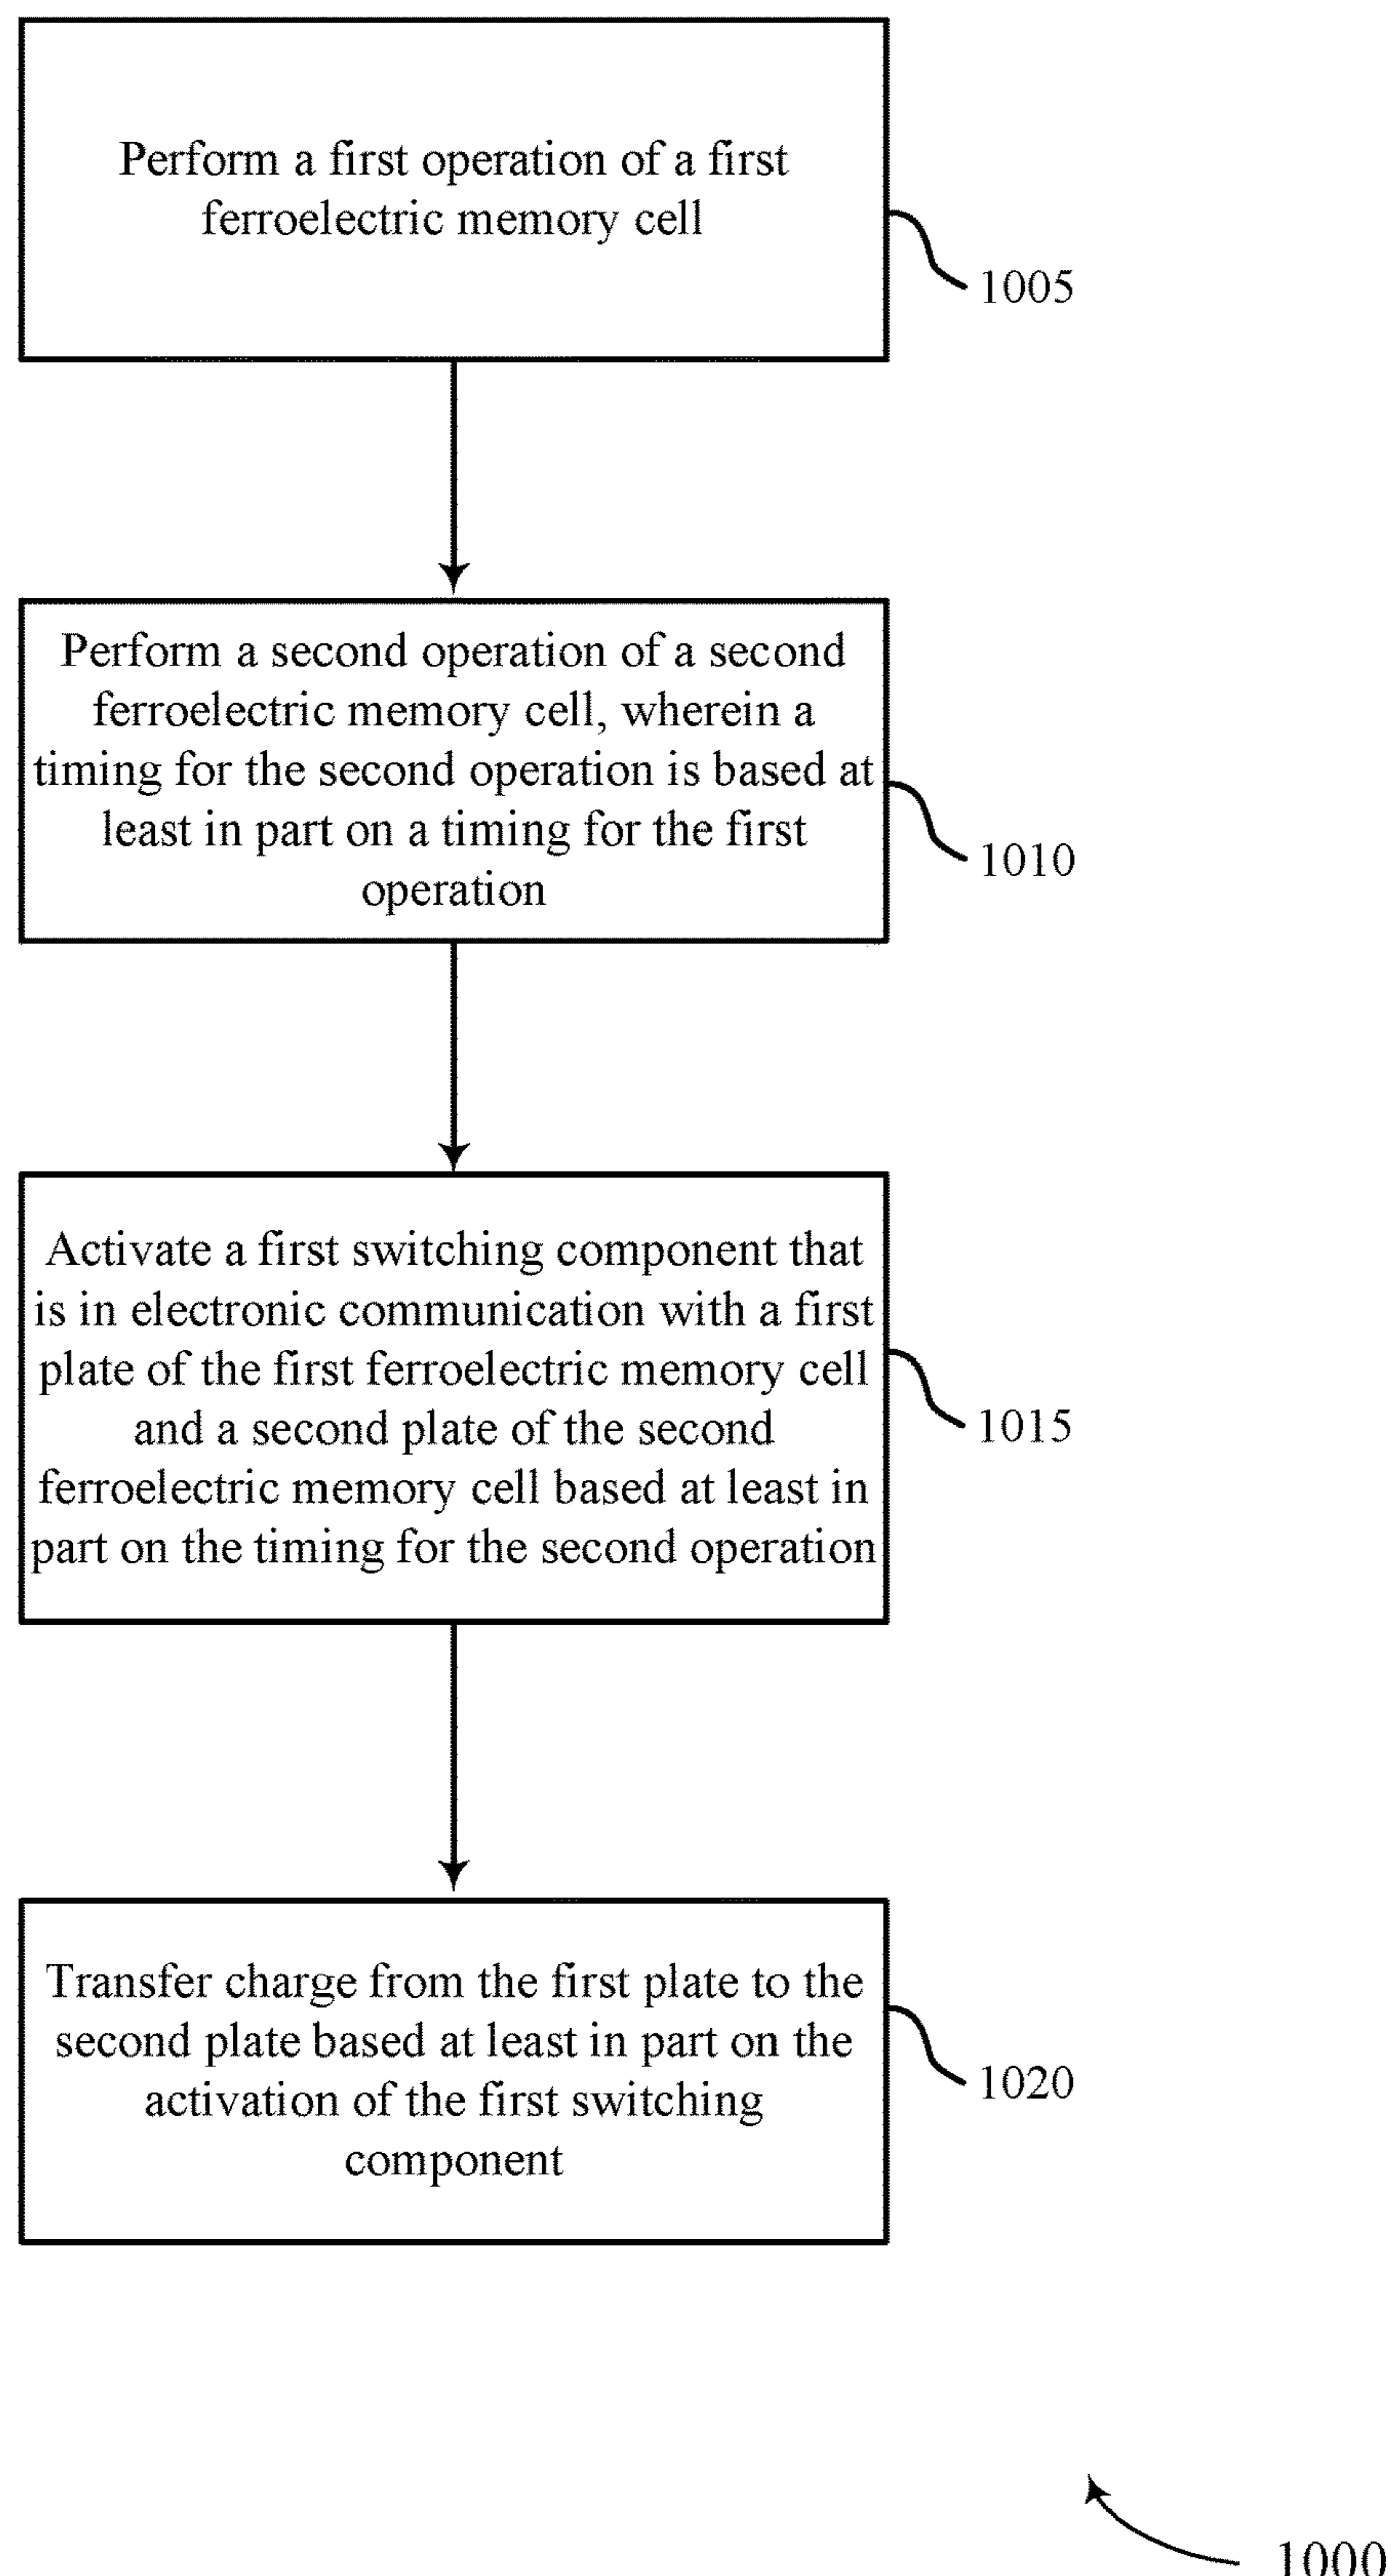 Perform a first operation of a first
ferroelectric memory cell
1005
Perform a second operation of a second
ferroelectric memory cell, wherein a
timing for the second operation is based at
least in part on a timing for the first
operation
1010
Activate a first switching component that
is in electronic communication with a first
plate of the first ferroelectric memory cell
and a second plate of the second
ferroelectric memory cell based at least in
part on the timing for the second operation
1015
Transfer charge from the first plate to the
second plate based at least in part on the
activation of the first switching
component
1020
1000